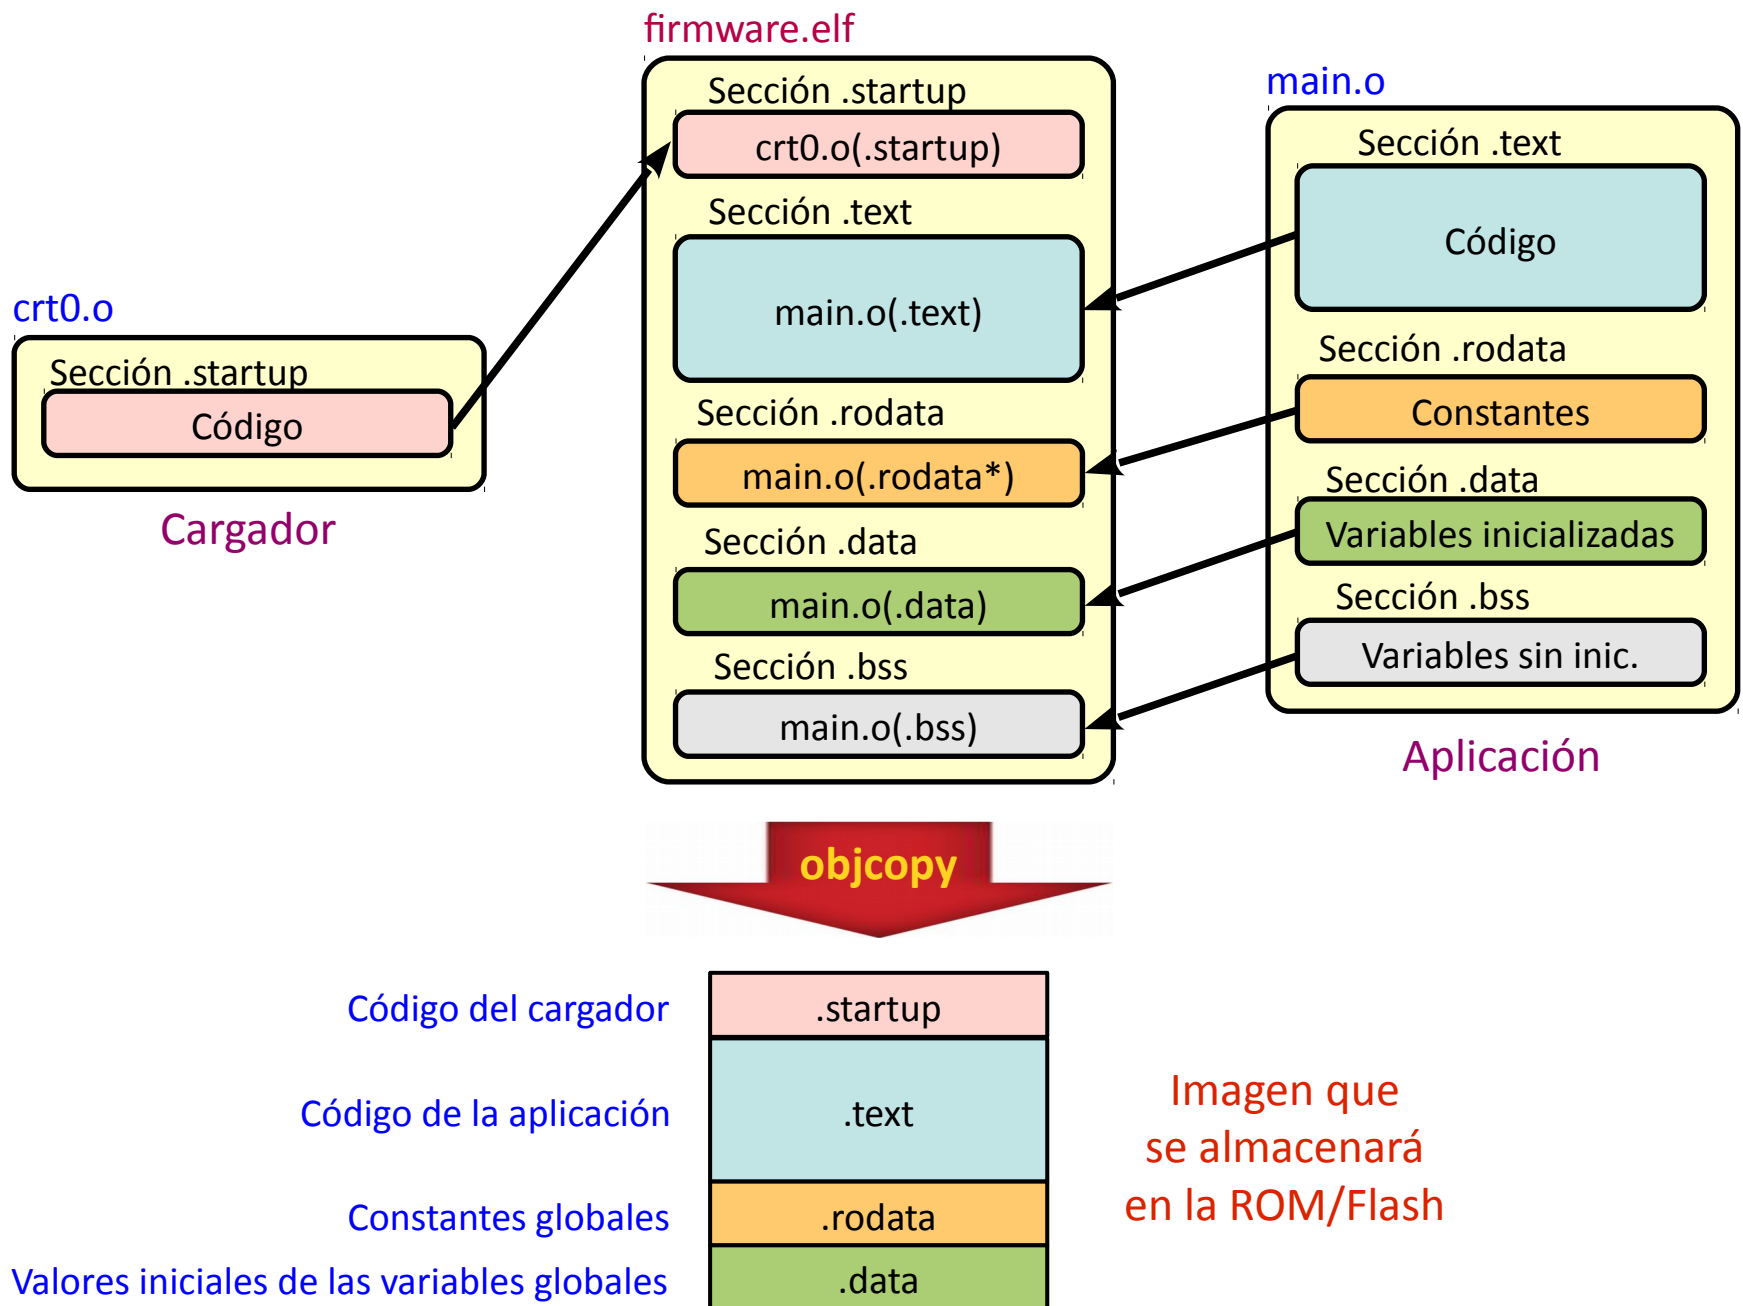 firmware.elf
Sección .startup
crt0.o(.startup)
Sección .text
main.o(.text)
Sección .rodata
main.o(.rodata*)
Sección .data
main.o(.data)
Sección .bss
main.o(.bss)
crt0.o
Sección .startup
Código
Cargador
main.o
Sección .text
Código
Sección .rodata
Constantes
Sección .data
Variables inicializadas
Sección .bss
Variables sin inic.
Aplicación
objcopy
Código del cargador
.startup
Código de la aplicación
.text
Constantes globales
.rodata
Valores iniciales de las variables globales
.data
Imagen que
se almacenará
en la ROM/Flash